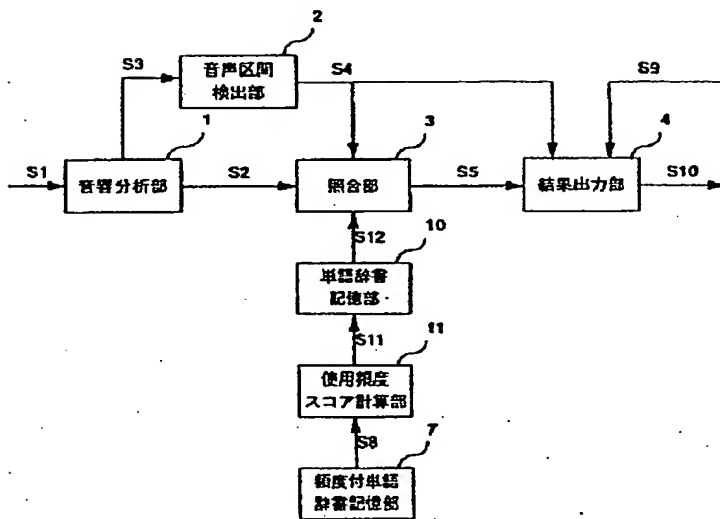 2
S3
音声区間
検出部
S4
S9
1
3
4
S1
音響分析部
S2
照合部
S5
結果出力部
S10
S12
10
単語辞書
記憶部
S11
11
使用頻度
スコア計算部
S8
7
頻度付単語
辞書記憶部